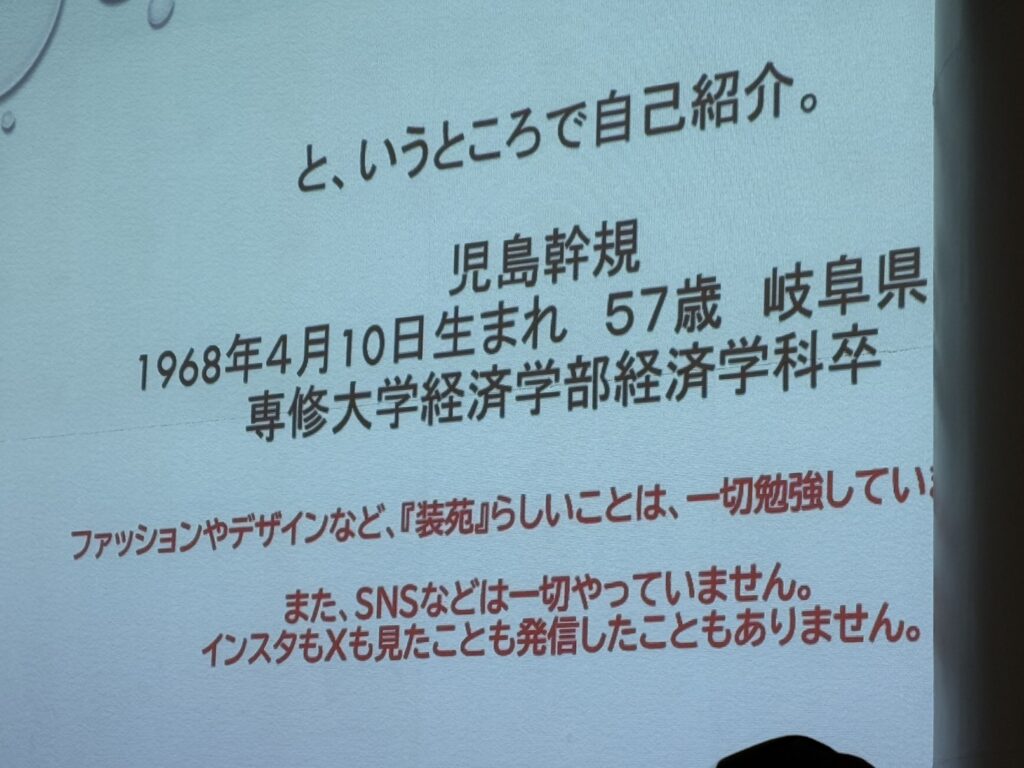 と、いうところで自己紹介。
児島幹規
1968年4月10日生まれ　57歳　岐阜県
専修大学経済学部経済学科卒
ファッションやデザインなど、『装苑』らしいことは、一切勉強していま
また、SNSなどは一切やっていません。
インスタもXも見たことも発信したこともありません。